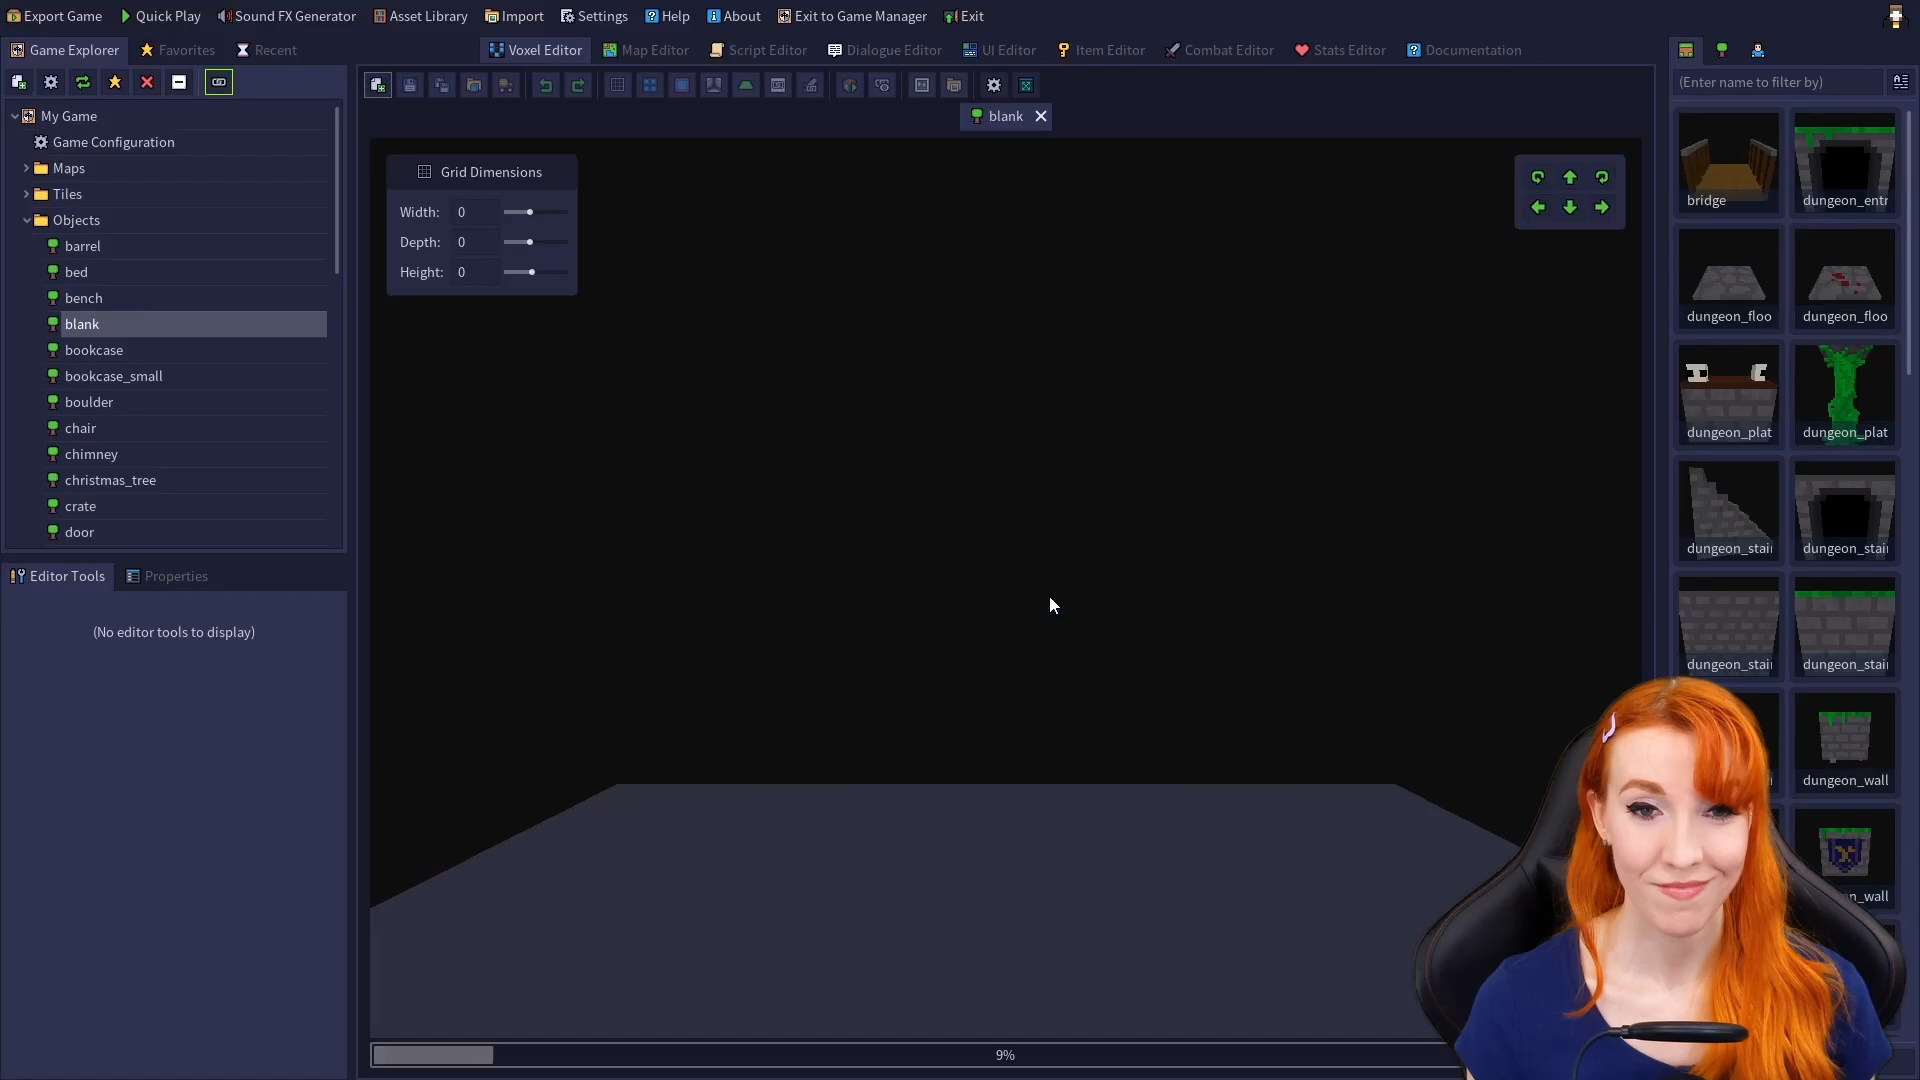 Export Game Quick Play Sound FX Generator Asset Library Import Settings Help About Exit to Game Manager Exit
Game Explorer Favorites Recent
Voxel Editor Map Editor Script Editor Dialogue Editor UI Editor Item Editor Combat Editor Stats Editor Documentation
(Enter name to filter by)
blank
My Game
Game Configuration
Maps
Tiles
Objects
barrel
bed
bench
blank
bookcase
bookcase_small
boulder
chair
chimney
christmas_tree
crate
door
Editor Tools Properties
(No editor tools to display)
Grid Dimensions
Width: 0
Depth: 0
Height: 0
9%
bridge dungeon_entr
dungeon_floo dungeon_floo
dungeon_plat dungeon_plat
dungeon_stai dungeon_stai
dungeon_stai dungeon_stai
dungeon_wall
_wall